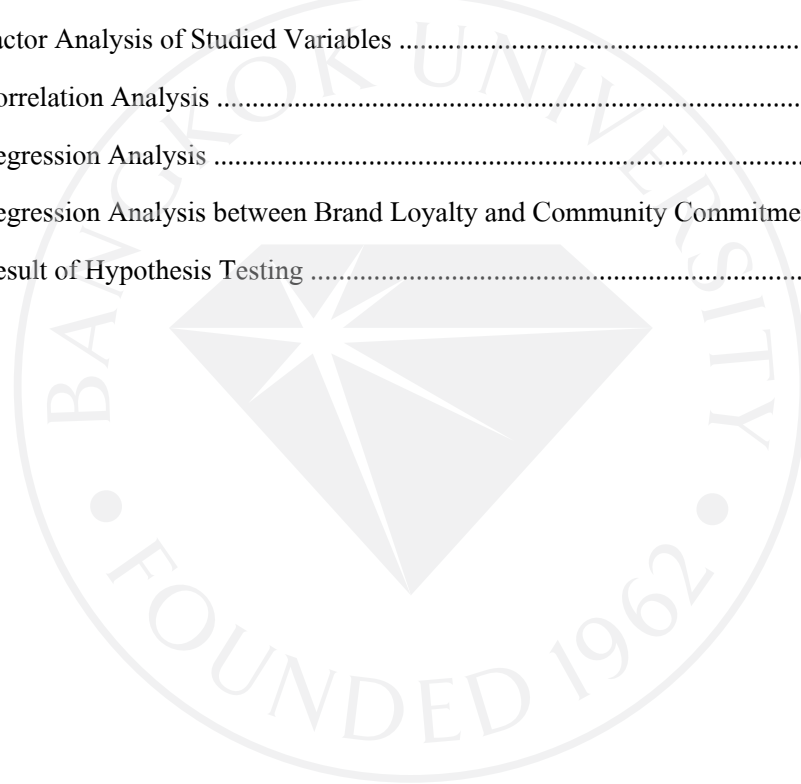 actor Analysis of Studied Variables ....................................................................................
orrelation Analysis ....................................................................................
egression Analysis ....................................................................................
egression Analysis between Brand Loyalty and Community Commitme
esult of Hypothesis Testing ....................................................................................
BANGKOK UNIVERSITY
• FOUNDED 1962 •